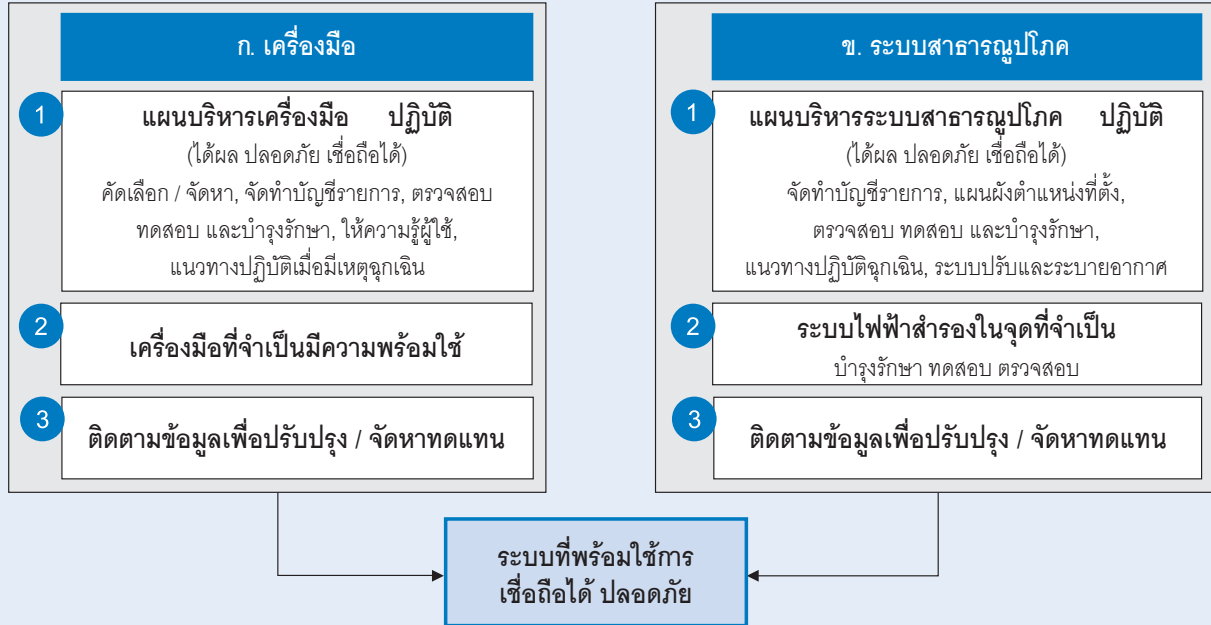 ก. เครื่องมือ
1
แผนบริหารเครื่องมือ ปฏิบัติ
(ได้ผล ปลอดภัย เชื่อถือได้)
คัดเลือก / จัดหา, จัดทำบัญชีรายการ, ตรวจสอบ
ทดสอบ และบำรุงรักษา, ให้ความรู้ผู้ใช้,
แนวทางปฏิบัติเมื่อมีเหตุฉุกเฉิน
2
เครื่องมือที่จำเป็นมีความพร้อมใช้
3
ติดตามข้อมูลเพื่อปรับปรุง / จัดหาทดแทน
ข. ระบบสาธารณูปโภค
1
แผนบริหารระบบสาธารณูปโภค ปฏิบัติ
(ได้ผล ปลอดภัย เชื่อถือได้)
จัดทำบัญชีรายการ, แผนผังตำแหน่งที่ตั้ง,
ตรวจสอบ ทดสอบ และบำรุงรักษา,
แนวทางปฏิบัติฉุกเฉิน, ระบบปรับและระบายอากาศ
2
ระบบไฟฟ้าสำรองในจุดที่จำเป็น
บำรุงรักษา ทดสอบ ตรวจสอบ
3
ติดตามข้อมูลเพื่อปรับปรุง / จัดหาทดแทน
ระบบที่พร้อมใช้การ
เชื่อถือได้ ปลอดภัย